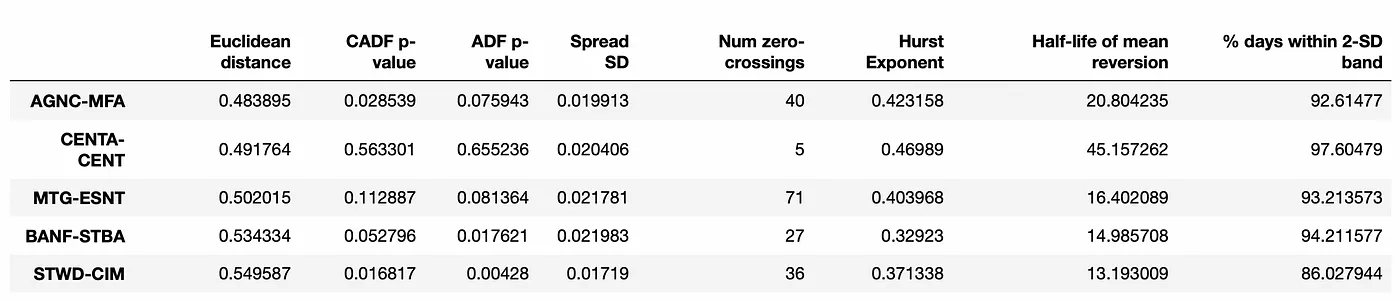 Euclidean distance CADF p-value ADF p-value Spread SD Num zero-crossings Hurst Exponent Half-life of mean reversion % days within 2-SD band
AGNC-MFA 0.483895 0.028539 0.075943 0.019913 40 0.423158 20.804235 92.61477
CENTA-CENT 0.491764 0.563301 0.655236 0.020406 5 0.46989 45.157262 97.60479
MTG-ESNT 0.502015 0.112887 0.081364 0.021781 71 0.403968 16.402089 93.213573
BANF-STBA 0.534334 0.052796 0.017621 0.021983 27 0.32923 14.985708 94.211577
STWD-CIM 0.549587 0.016817 0.00428 0.01719 36 0.371338 13.193009 86.027944